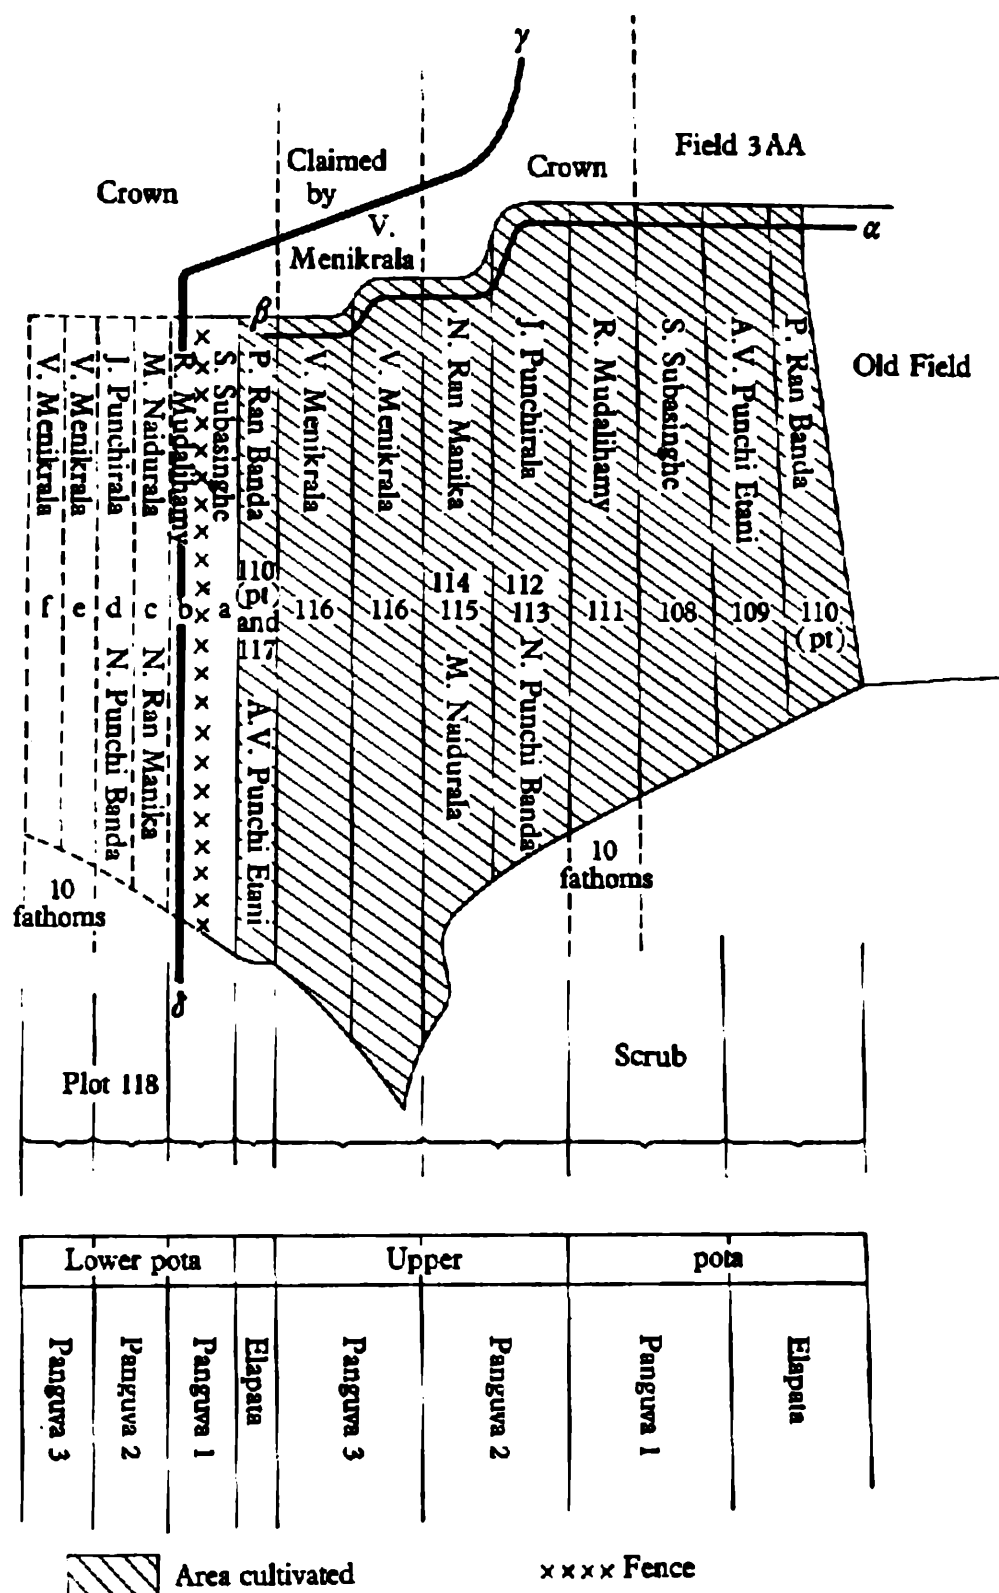 γ
Field 3AA
Claimed
by
V.
Menikrala
Crown
Crown
α
β
V. Menikrala
V. Menikrala
J. Punchirala
M. Naidurala
R. Mudalihamy
S. Subasinghe
P. Ran Banda
V. Menikrala
V. Menikrala
N. Ran Manika
J. Punchirala
R. Mudalihamy
S. Subasinghe
A.V. Punchi Etani
P. Ran Banda
Old Field
f
e
d
c
b
a
110
(pt)
and
117
116
116
114
115
112
113
111
108
109
110
(pt)
N. Punchi Banda
N. Ran Manika
A.V. Punchi Etani
M. Naidurala
N. Punchi Banda
10
fathoms
10
fathoms
δ
Plot 118
Scrub
Lower pota
Upper
pota
Panguva 3
Panguva 2
Panguva 1
Elapata
Panguva 3
Panguva 2
Panguva 1
Elapata
Area cultivated
xxxx Fence